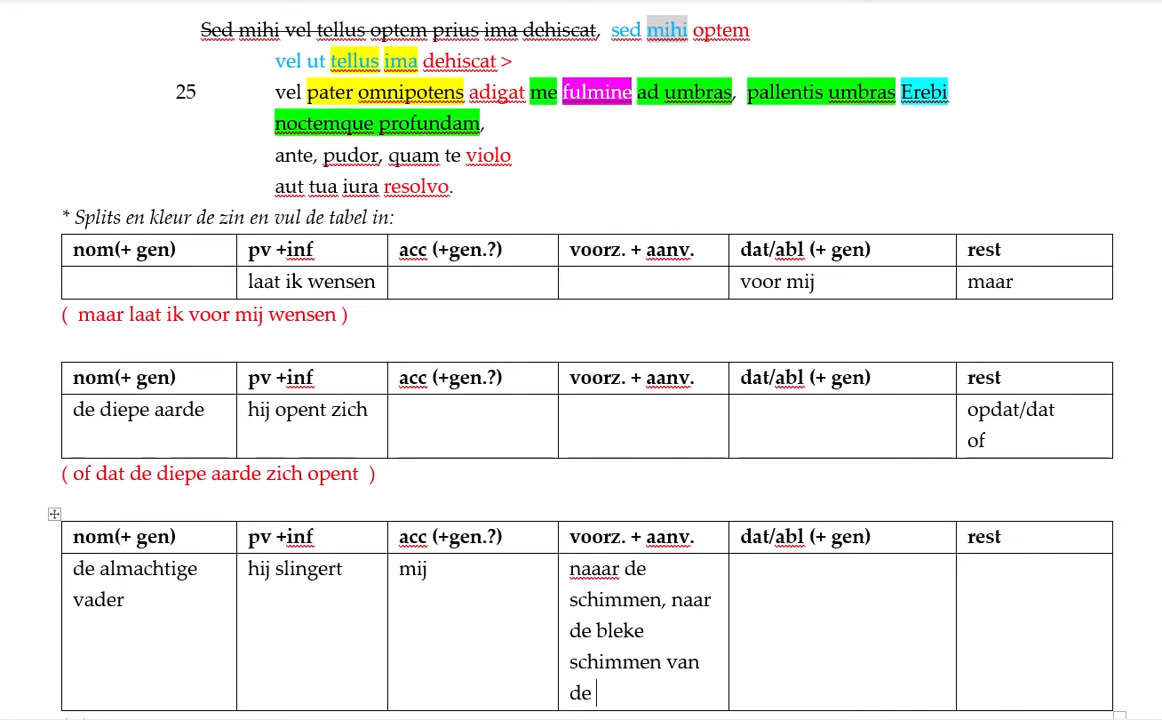 Sed mihi vel tellus optem prius ima dehiscat, sed mihi optem
vel ut tellus ima dehiscat >
25 vel pater omnipotens adigat me fulmine ad umbras, pallentis umbras Erebi
noctemque profundam,
ante, pudor, quam te violo
aut tua iura resolvo.
* Splits en kleur de zin en vul de tabel in:
nom(+ gen) pv +inf acc (+gen.?) voorz. + aanv. dat/abl (+ gen) rest
laat ik wensen voor mij maar
( maar laat ik voor mij wensen )
nom(+ gen) pv +inf acc (+gen.?) voorz. + aanv. dat/abl (+ gen) rest
de diepe aarde hij opent zich opdat/dat
of
( of dat de diepe aarde zich opent )
nom(+ gen) pv +inf acc (+gen.?) voorz. + aanv. dat/abl (+ gen) rest
de almachtige hij slingert mij naaar de
vader schimmen, naar
de bleke
schimmen van
de